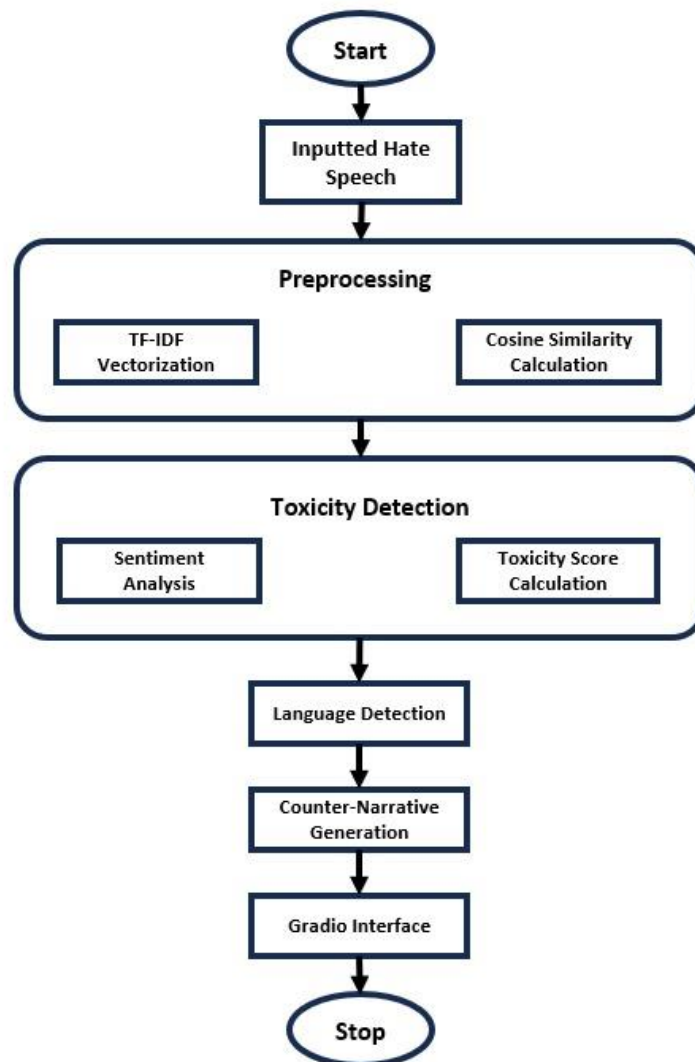 Start
Inputted Hate
Speech
Preprocessing
TF-IDF
Vectorization
Cosine Similarity
Calculation
Toxicity Detection
Sentiment
Analysis
Toxicity Score
Calculation
Language Detection
Counter-Narrative
Generation
Gradio Interface
Stop